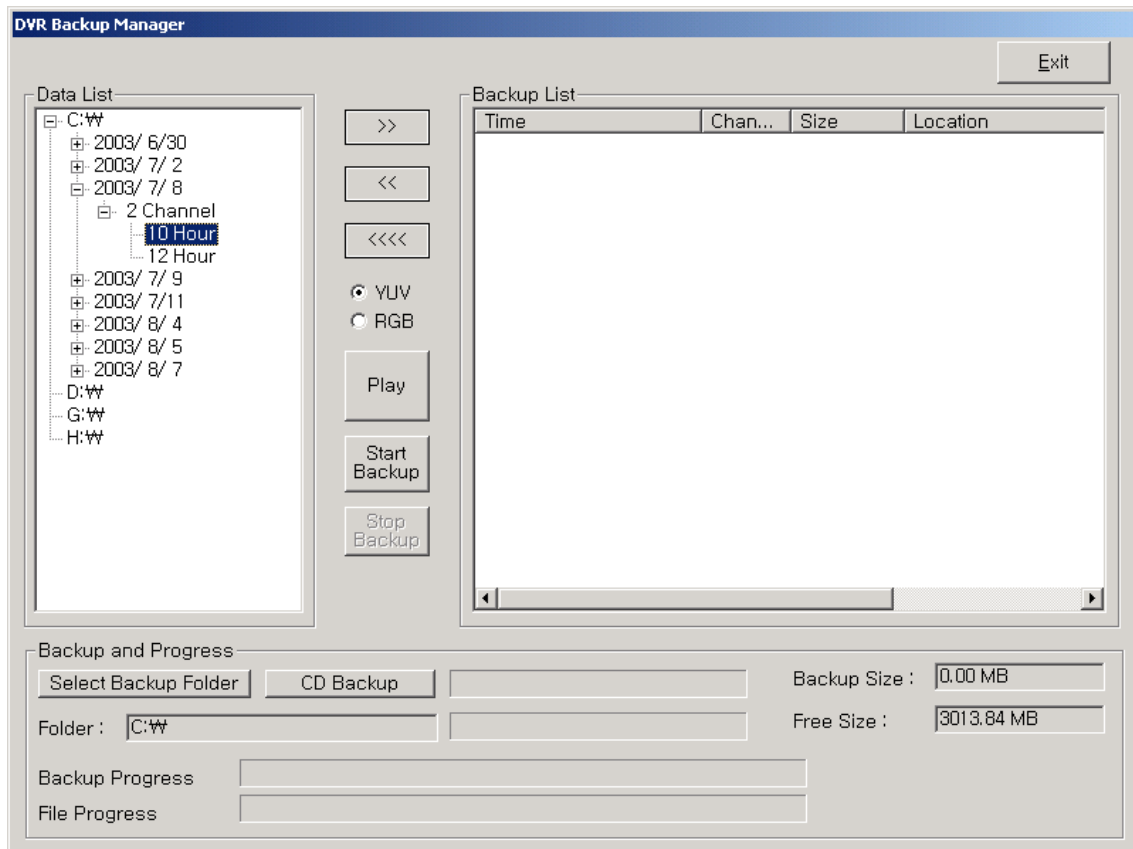 DVR Backup Manager
Exit
Data List
C:₩
2003/ 6/30
2003/ 7/ 2
2003/ 7/ 8
2 Channel
10 Hour
12 Hour
2003/ 7/ 9
2003/ 7/11
2003/ 8/ 4
2003/ 8/ 5
2003/ 8/ 7
D:₩
G:₩
H:₩
>>
<<
<<<<
YUV
RGB
Play
Start
Backup
Stop
Backup
Backup List
Time Chan... Size Location
Backup and Progress
Select Backup Folder CD Backup Backup Size : 0.00 MB
Folder : C:₩ Free Size : 3013.84 MB
Backup Progress
File Progress